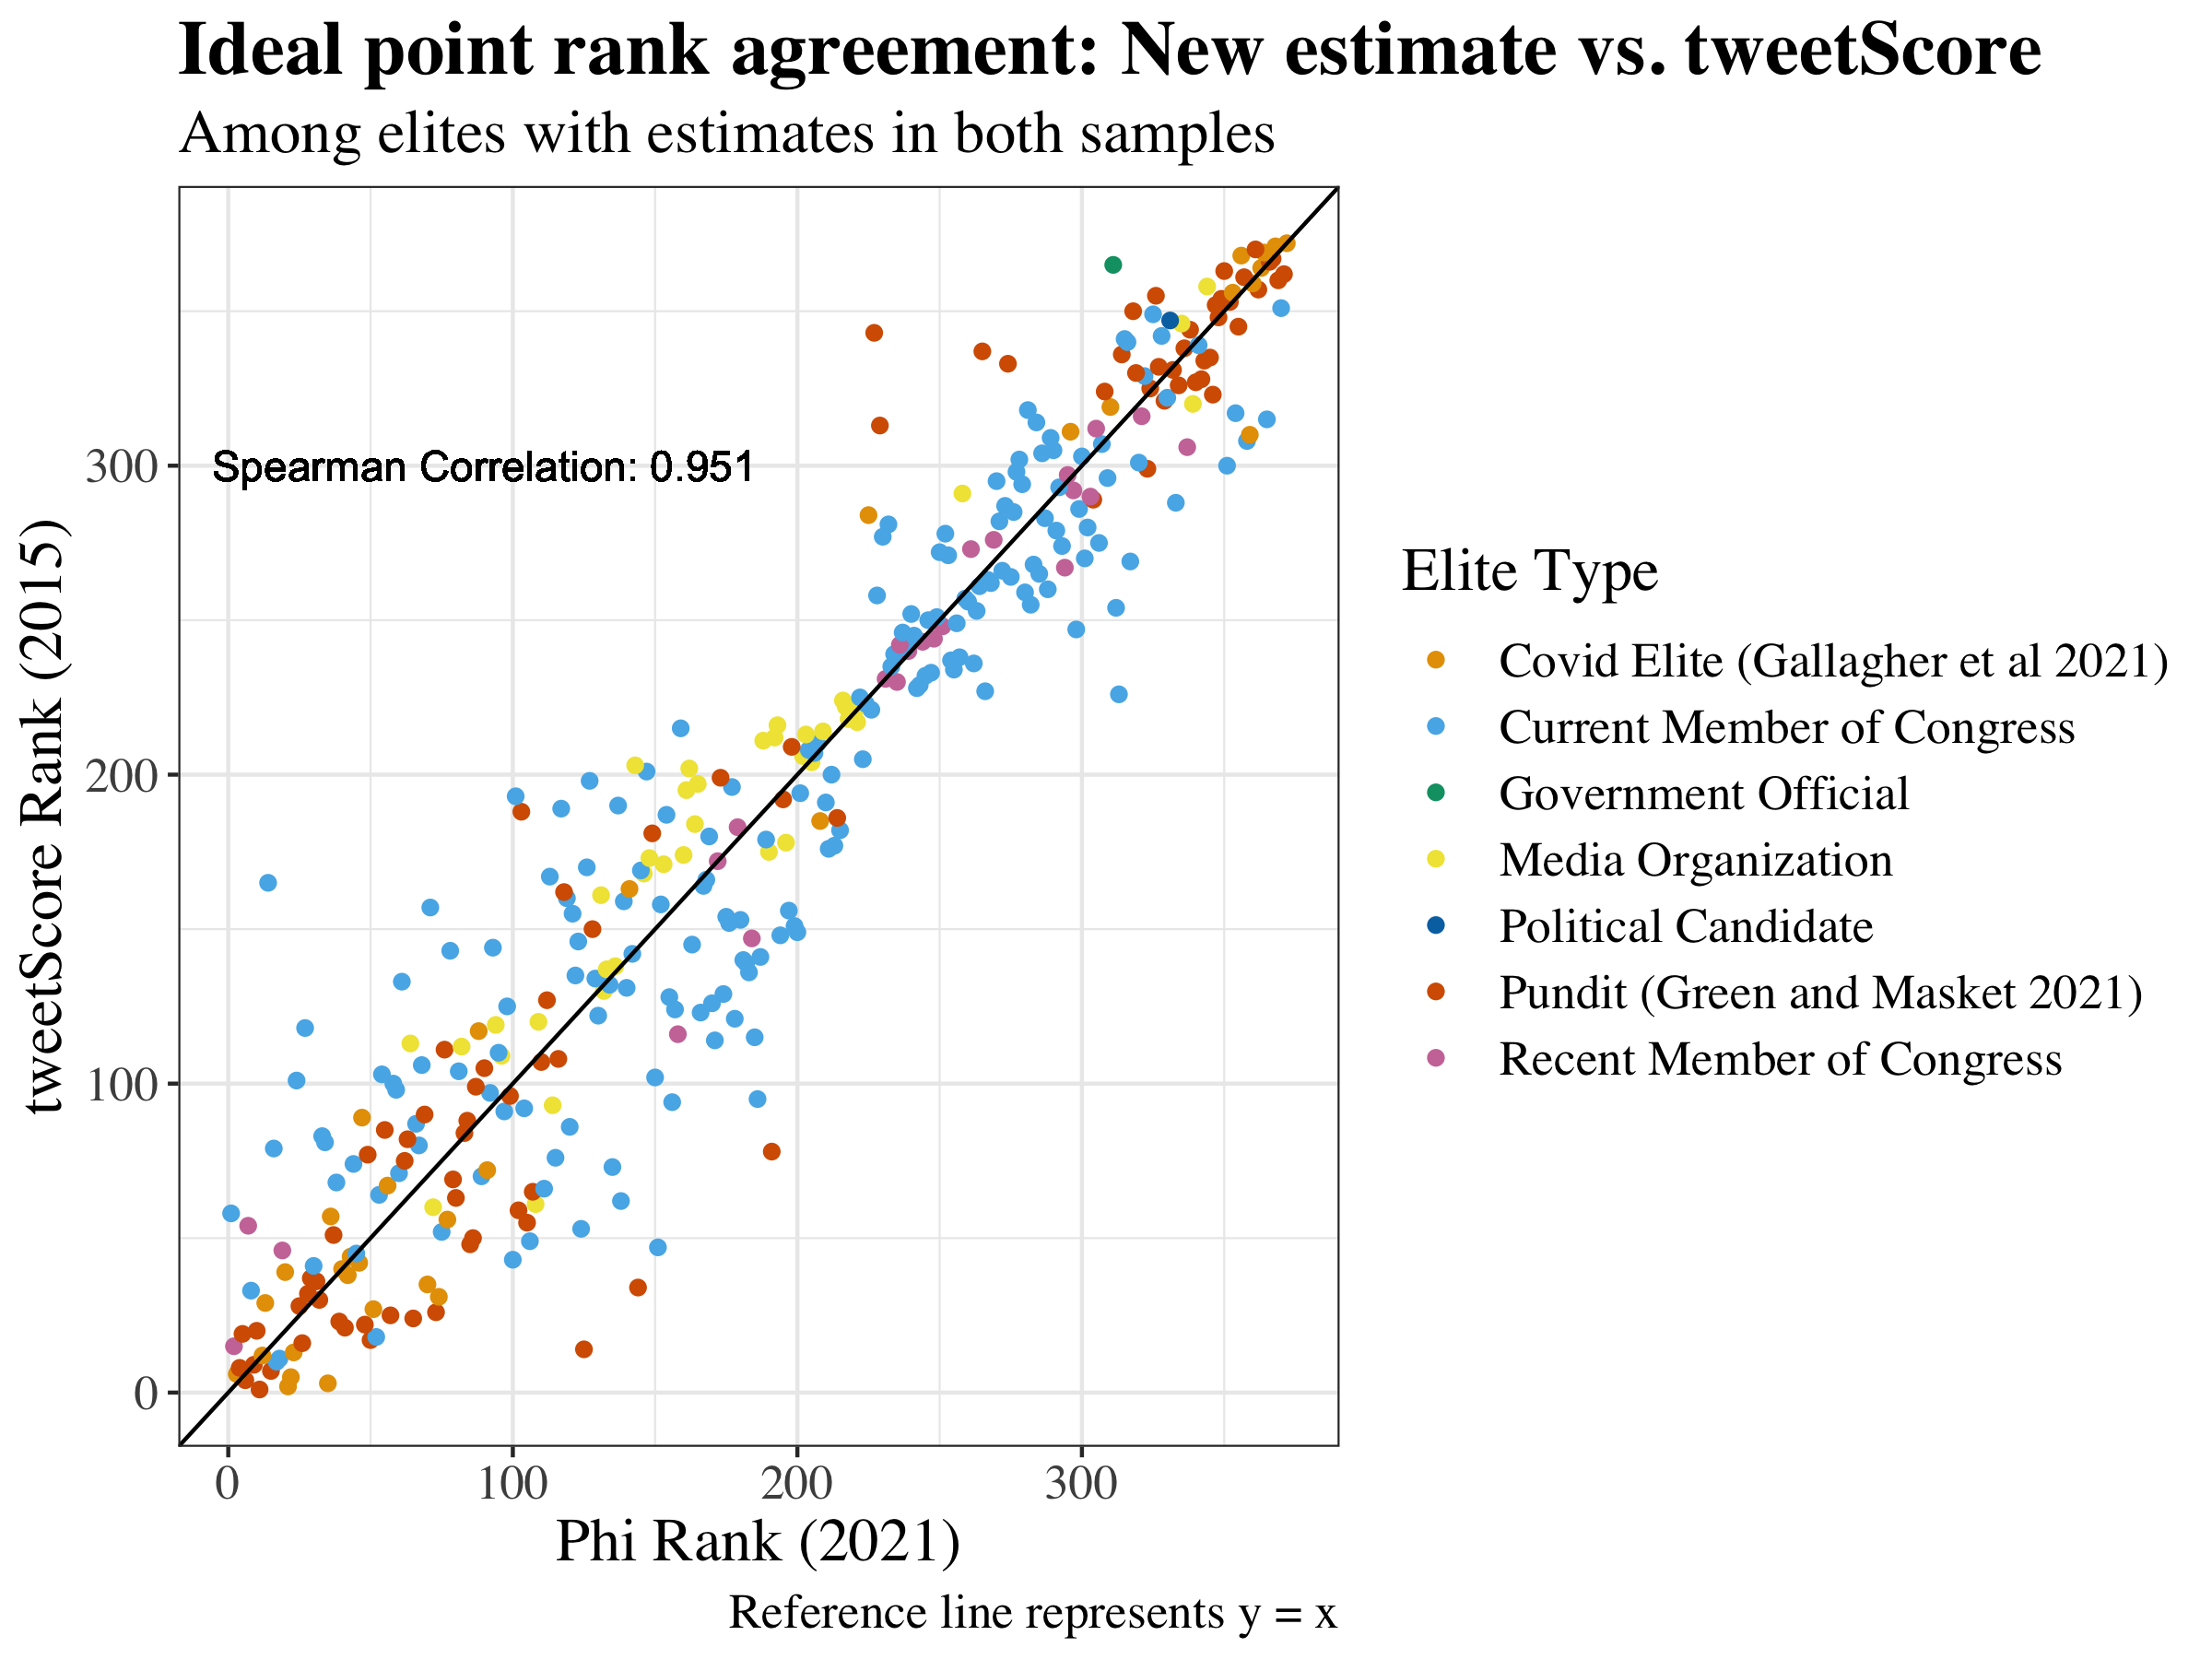 Ideal point rank agreement: New estimate vs. tweetScore
Among elites with estimates in both samples
tweetScore Rank (2015)
300
200
100
0
Spearman Correlation: 0.951
0 100 200 300
Phi Rank (2021)
Reference line represents y = x
Elite Type
Covid Elite (Gallagher et al 2021)
Current Member of Congress
Government Official
Media Organization
Political Candidate
Pundit (Green and Masket 2021)
Recent Member of Congress